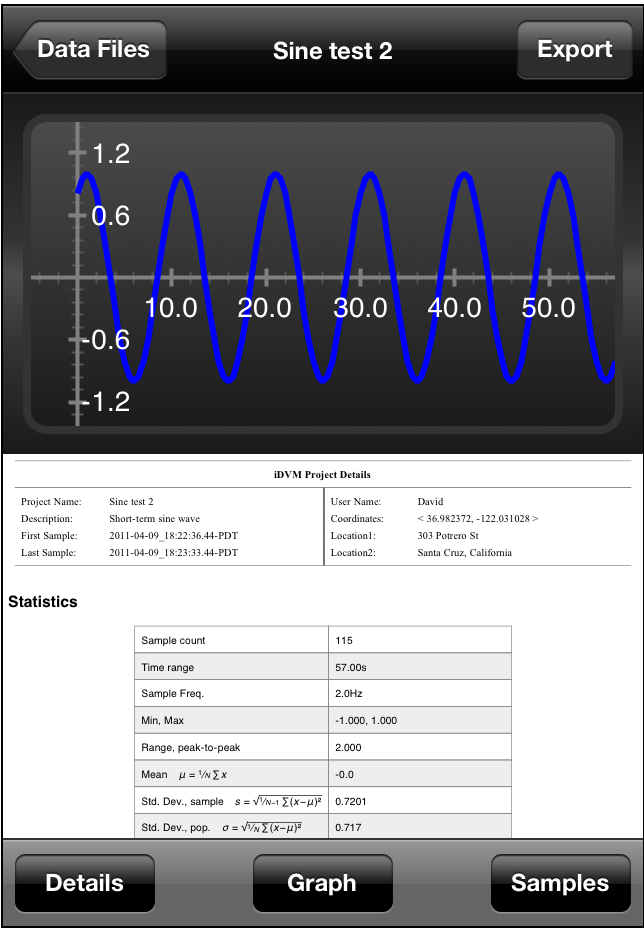 Data Files
Sine test 2
Export
1.2
0.6
10.0 20.0 30.0 40.0 50.0
-0.6
-1.2
iDVM Project Details
Project Name: Sine test 2
User Name: David
Description: Short-term sine wave
Coordinates: < 36.982372, -122.031028 >
First Sample: 2011-04-09_18:22:36.44-PDT
Location1: 303 Potrero St
Last Sample: 2011-04-09_18:23:33.44-PDT
Location2: Santa Cruz, California
Statistics
Sample count 115
Time range 57.00s
Sample Freq. 2.0Hz
Min, Max -1.000, 1.000
Range, peak-to-peak 2.000
Mean μ = ¹⁄N ∑ x -0.0
Std. Dev., sample s = √¹⁄N−1 ∑(x−μ)² 0.7201
Std. Dev., pop. σ = √¹⁄N ∑(x−μ)² 0.717
Details
Graph
Samples